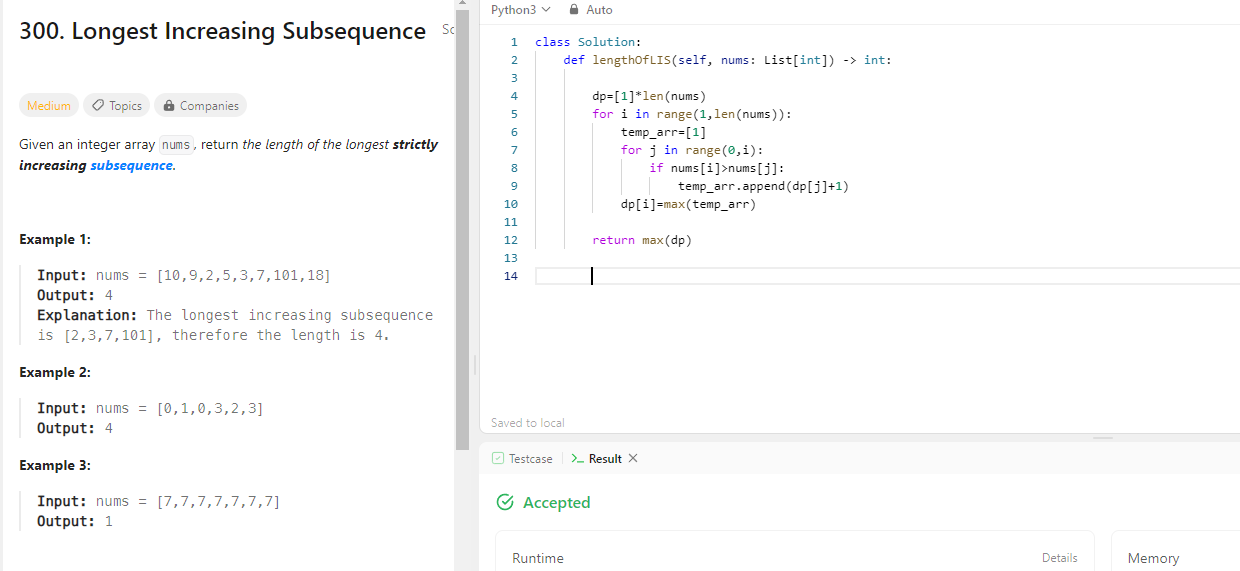 300. Longest Increasing Subsequence
Medium
Topics
Companies
Given an integer array nums, return the length of the longest strictly
increasing subsequence.
Example 1:
Input: nums = [10,9,2,5,3,7,101,18]
Output: 4
Explanation: The longest increasing subsequence
is [2,3,7,101], therefore the length is 4.
Example 2:
Input: nums = [0,1,0,3,2,3]
Output: 4
Example 3:
Input: nums = [7,7,7,7,7,7,7]
Output: 1
Python3
Auto
1 class Solution:
2 def lengthOfLIS(self, nums: List[int]) -> int:
3
4 dp=[1]*len(nums)
5 for i in range(1,len(nums)):
6 temp_arr=[1]
7 for j in range(0,i):
8 if nums[i]>nums[j]:
9 temp_arr.append(dp[j]+1)
10 dp[i]=max(temp_arr)
11
12 return max(dp)
13
14
Saved to local
Testcase
>_ Result
Accepted
Runtime
Details
Memory